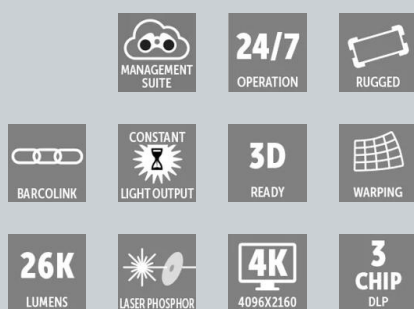 MANAGEMENT
SUITE
24/7
OPERATION
RUGGED
BARCOLINK
CONSTANT
LIGHT OUTPUT
3D
READY
WARPING
26K
LUMENS
LASER PHOSPHOR
4K
4096X2160
3
CHIP
DLP